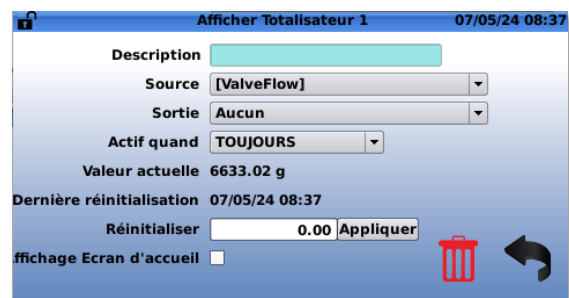 Afficher Totalisateur 1 07/05/24 08:37
Description
Source [ValveFlow]
Sortie Aucun
Actif quand TOUJOURS
Valeur actuelle 6633.02 g
Dernière réinitialisation 07/05/24 08:37
Réinitialiser 0.00 Appliquer
ffichage Ecran d'accueil